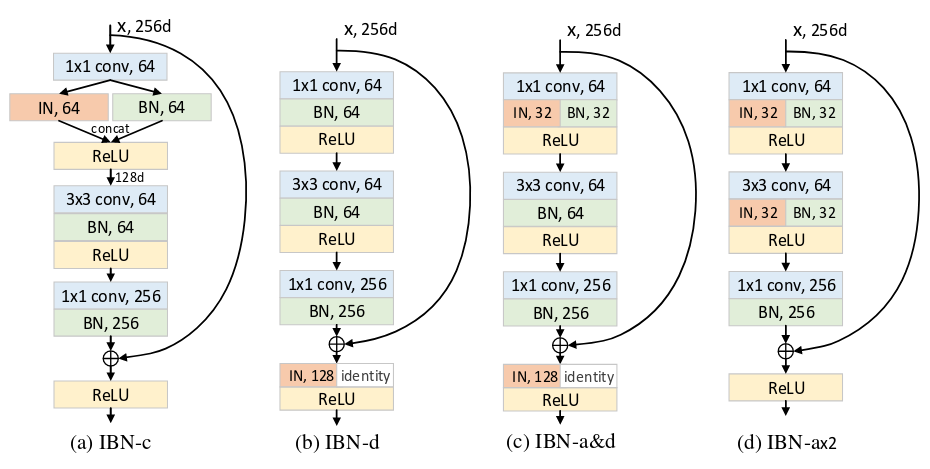 x, 256d
1x1 conv, 64
IN, 64
BN, 64
concat
ReLU
128d
3x3 conv, 64
BN, 64
ReLU
1x1 conv, 256
BN, 256
ReLU
(a) IBN-c
x, 256d
1x1 conv, 64
BN, 64
ReLU
3x3 conv, 64
BN, 64
ReLU
1x1 conv, 256
BN, 256
IN, 128 identity
ReLU
(b) IBN-d
x, 256d
1x1 conv, 64
IN, 32 BN, 32
ReLU
3x3 conv, 64
BN, 64
ReLU
1x1 conv, 256
BN, 256
IN, 128 identity
ReLU
(c) IBN-a&d
x, 256d
1x1 conv, 64
IN, 32 BN, 32
ReLU
3x3 conv, 64
IN, 32 BN, 32
ReLU
1x1 conv, 256
BN, 256
ReLU
(d) IBN-ax2